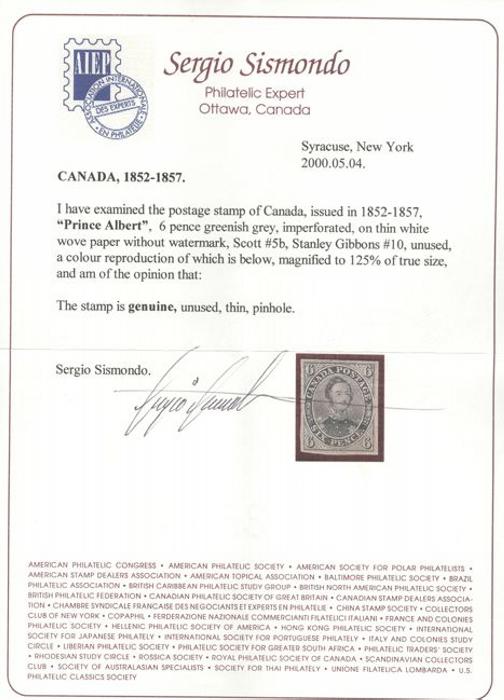 AIEP
ASSOCIATION INTERNATIONALE
DES EXPERTS
EN PHILATELIE
Sergio Sismondo
Philatelic Expert
Ottawa, Canada
Syracuse, New York
2000.05.04.
CANADA, 1852-1857.
I have examined the postage stamp of Canada, issued in 1852-1857,
“Prince Albert”, 6 pence greenish grey, imperforated, on thin white
wove paper without watermark, Scott #5b, Stanley Gibbons #10, unused,
a colour reproduction of which is below, magnified to 125% of true size,
and am of the opinion that:
The stamp is genuine, unused, thin, pinhole.
Sergio Sismondo.
6 CANADA POSTAGE 6
6 SIX PENCE 6
AMERICAN PHILATELIC CONGRESS • AMERICAN PHILATELIC SOCIETY • AMERICAN SOCIETY FOR POLAR PHILATELISTS •
AMERICAN STAMP DEALERS ASSOCIATION • AMERICAN TOPICAL ASSOCIATION • BALTIMORE PHILATELIC SOCIETY • BRAZIL
PHILATELIC ASSOCIATION • BRITISH CARIBBEAN PHILATELIC STUDY GROUP • BRITISH NORTH AMERICAN PHILATELIC SOCIETY •
BRITISH PHILATELIC FEDERATION • CANADIAN PHILATELIC SOCIETY OF GREAT BRITAIN • CANADIAN STAMP DEALERS ASSOCIA-
TION • CHAMBRE SYNDICALE FRANCAISE DES NEGOCIANTS ET EXPERTS EN PHILATELIE • CHINA STAMP SOCIETY • COLLECTORS
CLUB OF NEW YORK • COPAPHIL • FERDERAZIONE NAZIONALE COMMERCIANTI FILATELICI ITALIANI • FRANCE AND COLONIES
PHILATELIC SOCIETY • HELLENIC PHILATELIC SOCIETY OF AMERICA • HONG KONG PHILATELIC SOCIETY • INTERNATIONAL
SOCIETY FOR JAPANESE PHILATELY • INTERNATIONAL SOCIETY FOR PORTUGUESE PHILATELY • ITALY AND COLONIES STUDY
CIRCLE • LIBERIAN PHILATELIC SOCIETY • PHILATELIC SOCIETY FOR GREATER SOUTH AFRICA • PHILATELIC TRADERS' SOCIETY
• RHODESIAN STUDY CIRCLE • ROSSICA SOCIETY • ROYAL PHILATELIC SOCIETY OF CANADA • SCANDINAVIAN COLLECTORS
CLUB • SOCIETY OF AUSTRALASIAN SPECIALISTS • SOCIETY FOR THAI PHILATELY • UNIONE FILATELICA LOMBARDA • U.S.
PHILATELIC CLASSICS SOCIETY